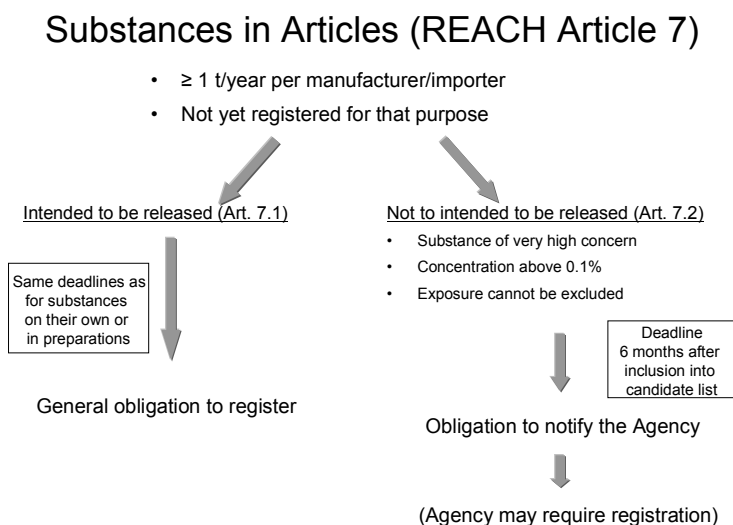 Substances in Articles (REACH Article 7)
• ≥ 1 t/year per manufacturer/importer
• Not yet registered for that purpose
Intended to be released (Art. 7.1)
Same deadlines as
for substances
on their own or
in preparations
General obligation to register
Not to intended to be released (Art. 7.2)
• Substance of very high concern
• Concentration above 0.1%
• Exposure cannot be excluded
Deadline
6 months after
inclusion into
candidate list
Obligation to notify the Agency
(Agency may require registration)